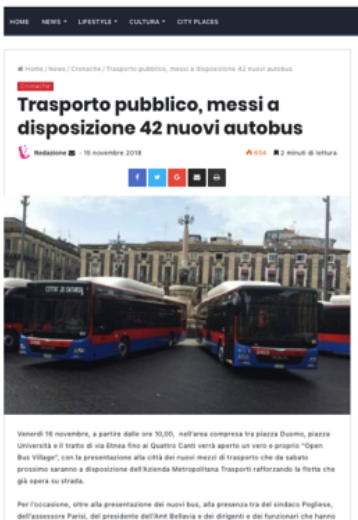 HOME NEWS LIFESTYLE CULTURA CITY PLACES
Home / News / Cronache / Trasporto pubblico, messi a disposizione 42 nuovi autobus
Cronache
Trasporto pubblico, messi a
disposizione 42 nuovi autobus
Redazione - 15 novembre 2018 654 2 minuti di lettura
Venerdì 16 novembre, a partire dalle ore 10,00, nell'area compresa tra piazza Duomo, piazza
Università e il tratto di via Etnea fino ai Quattro Canti verrà aperto un vero e proprio "Open
Bus Village", con la presentazione alla città dei nuovi mezzi di trasporto che da sabato
prossimo saranno a disposizione dell'Azienda Metropolitana Trasporti rafforzando la flotta che
già opera su strada.
Per l'occasione, oltre alla presentazione dei nuovi bus, alla presenza tra del sindaco Pogliese,
dell'assessore Parisi, del presidente dell'Amt Bellavia e dei dirigenti e dei funzionari che hanno